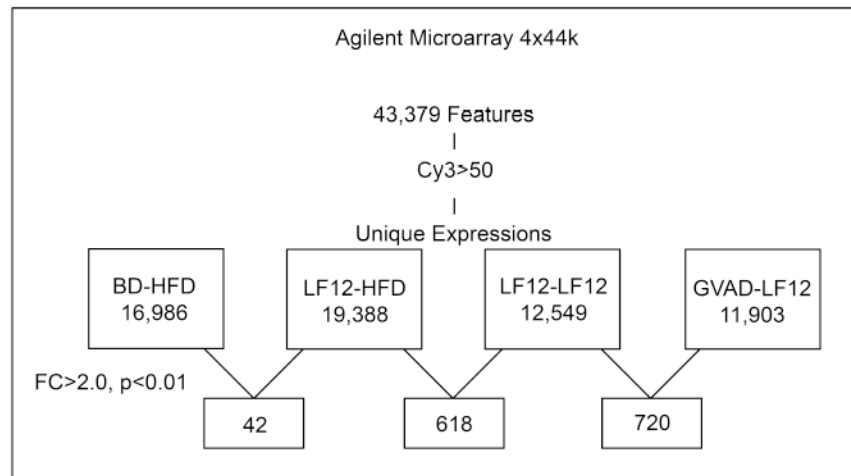 Agilent Microarray 4x44k
43,379 Features
Cy3>50
Unique Expressions
BD-HFD
16,986
LF12-HFD
19,388
LF12-LF12
12,549
GVAD-LF12
11,903
FC>2.0, p<0.01
42
618
720